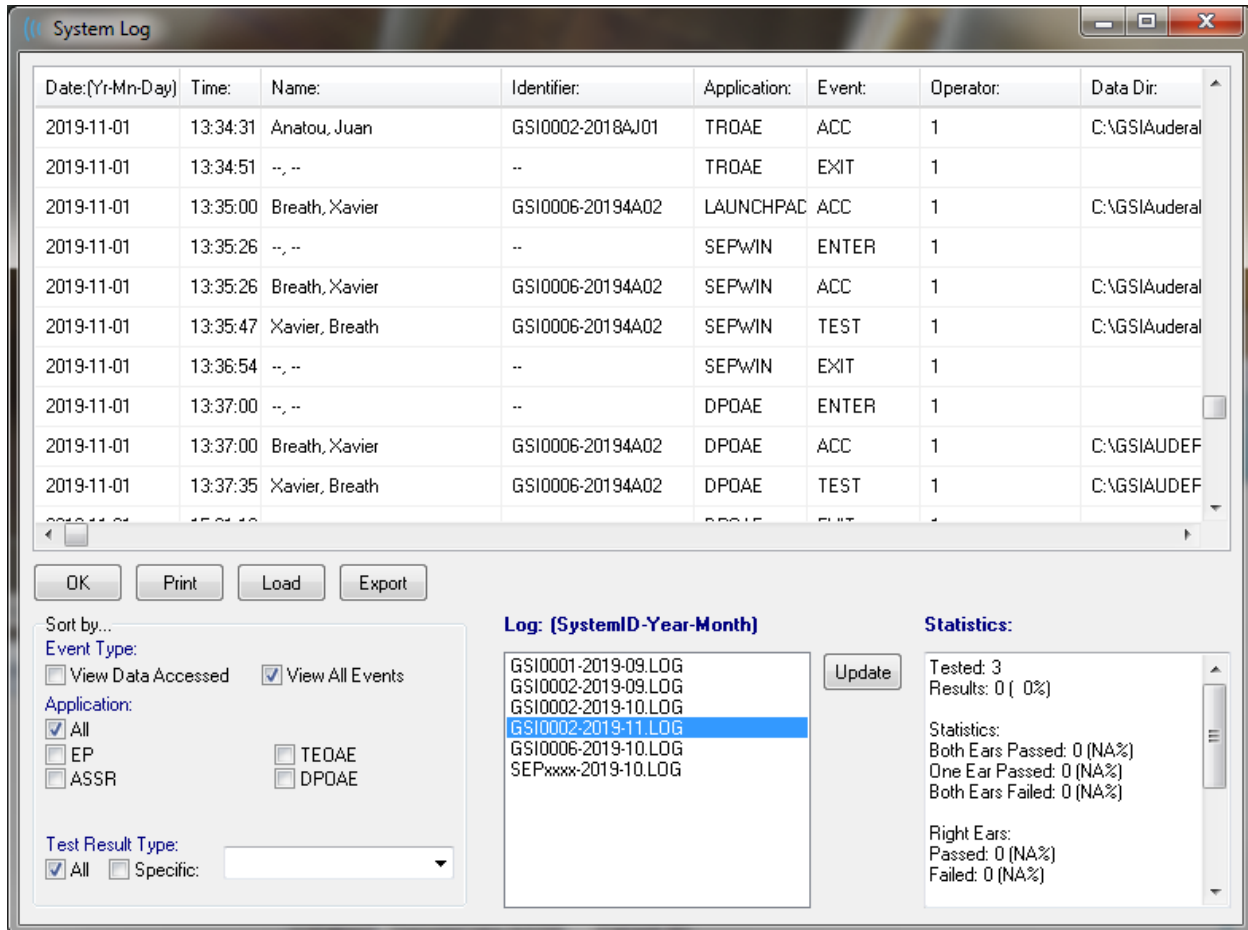 System Log
Date:(Yr-Mn-Day) Time: Name: Identifier: Application: Event: Operator: Data Dir:
2019-11-01 13:34:31 Anatou, Juan GSI0002-2018AJ01 TROAE ACC 1 C:\GSIAuderal
2019-11-01 13:34:51 --, -- -- TROAE EXIT 1
2019-11-01 13:35:00 Breath, Xavier GSI0006-20194A02 LAUNCHPAD ACC 1 C:\GSIAuderal
2019-11-01 13:35:26 --, -- -- SEPWIN ENTER 1
2019-11-01 13:35:26 Breath, Xavier GSI0006-20194A02 SEPWIN ACC 1 C:\GSIAuderal
2019-11-01 13:35:47 Xavier, Breath GSI0006-20194A02 SEPWIN TEST 1 C:\GSIAuderal
2019-11-01 13:36:54 --, -- -- SEPWIN EXIT 1
2019-11-01 13:37:00 --, -- -- DPOAE ENTER 1
2019-11-01 13:37:00 Breath, Xavier GSI0006-20194A02 DPOAE ACC 1 C:\GSIAUDEF
2019-11-01 13:37:35 Xavier, Breath GSI0006-20194A02 DPOAE TEST 1 C:\GSIAUDEF
OK Print Load Export
Sort by...
Event Type:
View Data Accessed View All Events
Application:
All
EP TEOAE
ASSR DPOAE
Test Result Type:
All Specific:
Log: (SystemID-Year-Month)
GSI0001-2019-09.LOG
GSI0002-2019-09.LOG
GSI0002-2019-10.LOG
GSI0002-2019-11.LOG
GSI0006-2019-10.LOG
SEPxxxx-2019-10.LOG
Update
Statistics:
Tested: 3
Results: 0 ( 0%)
Statistics:
Both Ears Passed: 0 (NA%)
One Ear Passed: 0 (NA%)
Both Ears Failed: 0 (NA%)
Right Ears:
Passed: 0 (NA%)
Failed: 0 (NA%)